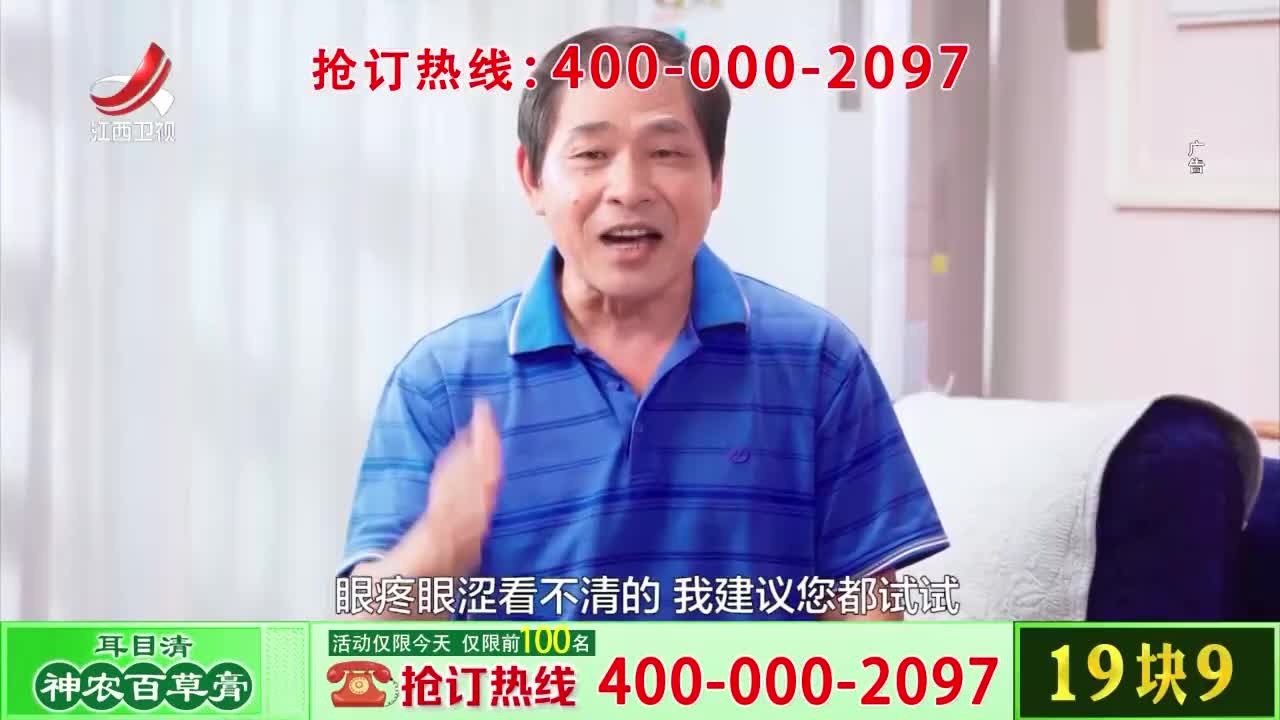 抢订热线:400-000-2097
江西卫视
广告
眼疼眼涩看不清的 我建议您都试试
耳目清
神农百草膏
活动仅限今天 仅限前100名
抢订热线 400-000-2097
19块9